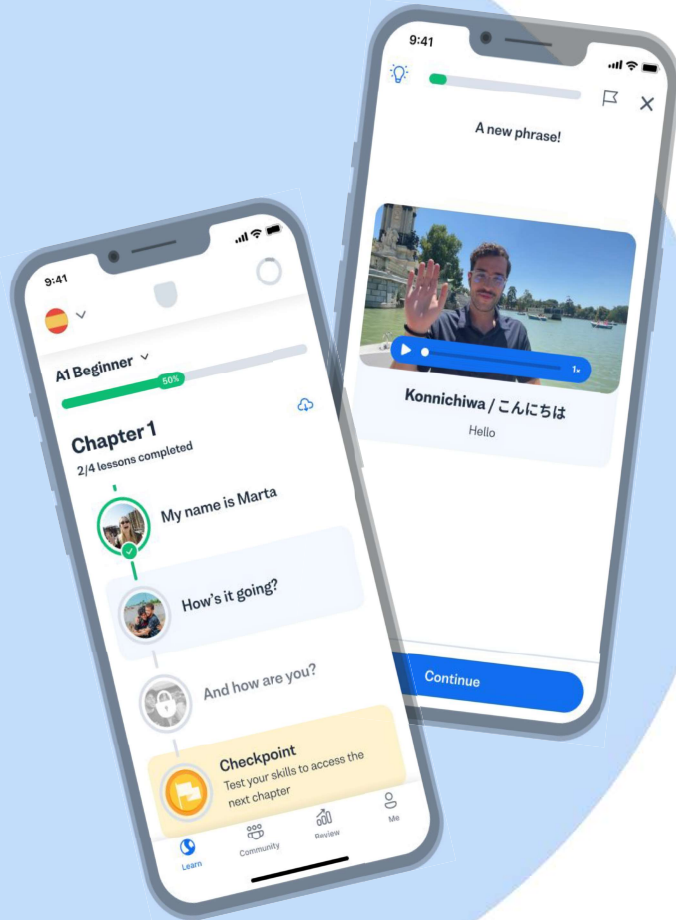 9:41
A1 Beginner
50%
Chapter 1
2/4 lessons completed
My name is Marta
How's it going?
And how are you?
Checkpoint
Test your skills to access the
next chapter
Learn
Community
Review
Me
9:41
A new phrase!
1×
Konnichiwa / こんにちは
Hello
Continue